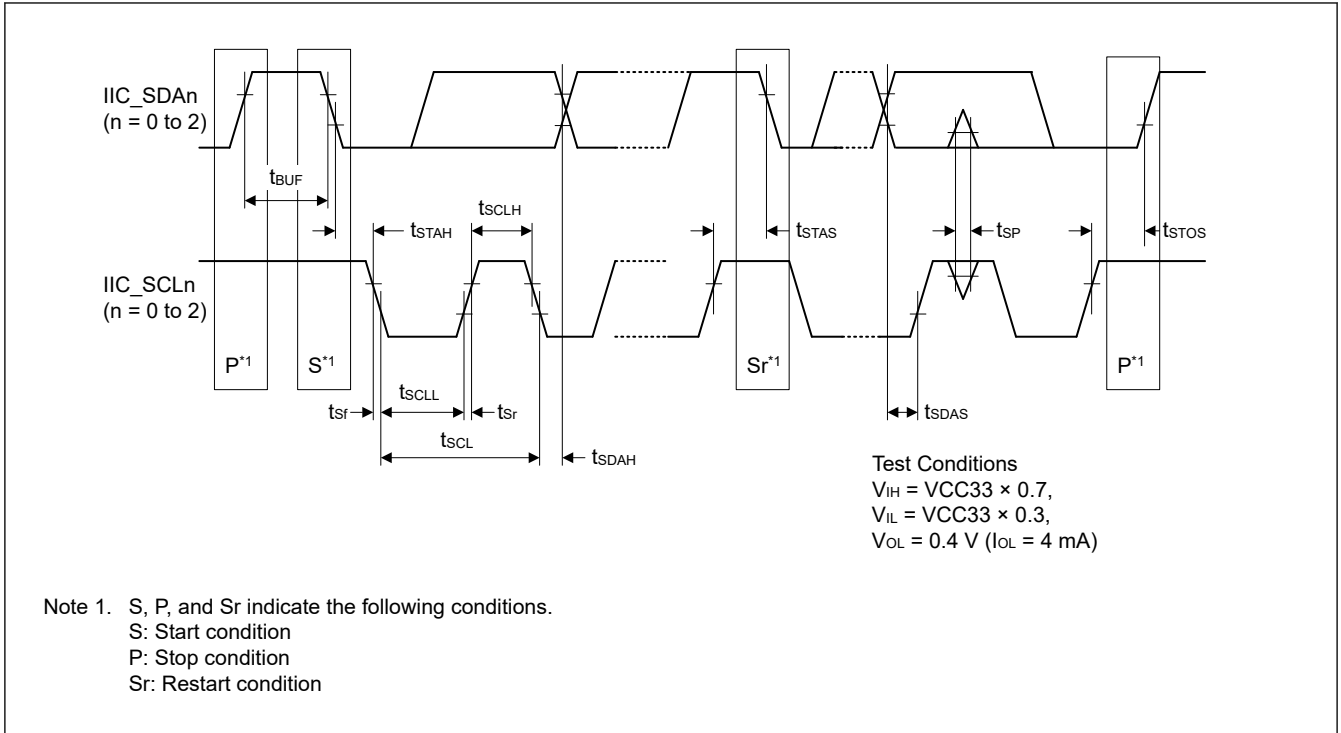 IIC_SDAn
(n = 0 to 2)
tBUF
tSTAH
tSCLH
tSTAS
tSP
tSTOS
IIC_SCLn
(n = 0 to 2)
P*1
S*1
Sr*1
P*1
tSf
tSCLL
tSr
tSCL
tSDAH
tSDAS
Test Conditions
VIH = VCC33 × 0.7,
VIL = VCC33 × 0.3,
VOL = 0.4 V (IOL = 4 mA)
Note 1. S, P, and Sr indicate the following conditions.
S: Start condition
P: Stop condition
Sr: Restart condition